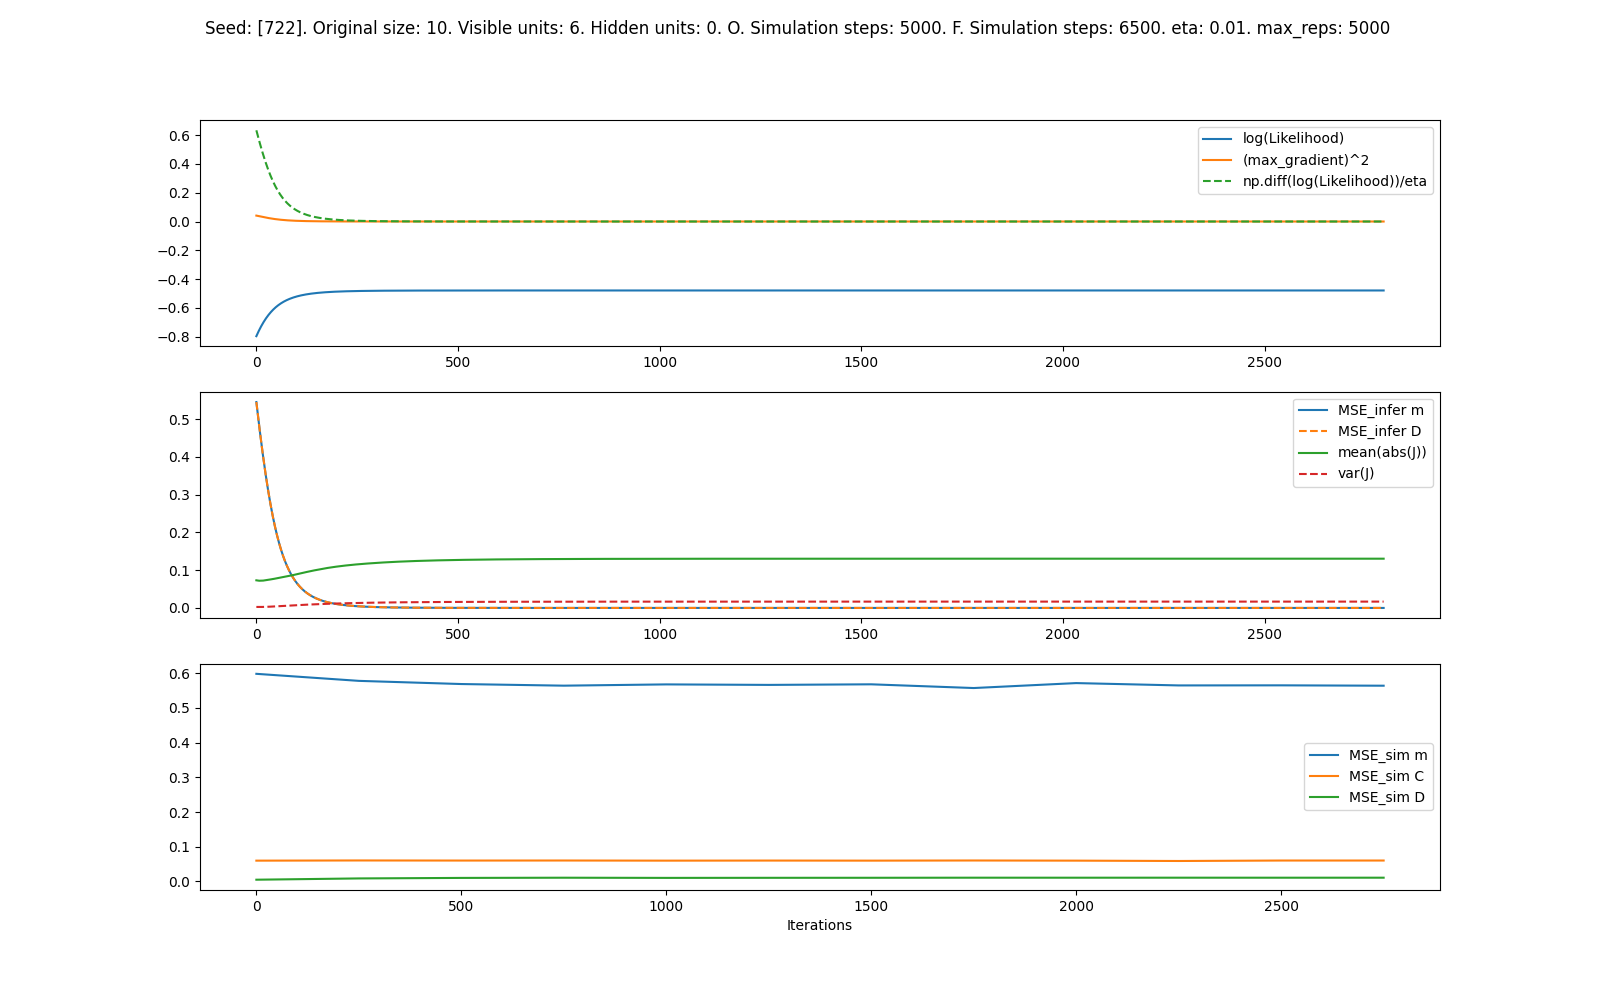 Seed: [722]. Original size: 10. Visible units: 6. Hidden units: 0. O. Simulation steps: 5000. F. Simulation steps: 6500. eta: 0.01. max_reps: 5000
0.6
0.4
0.2
0.0
−0.2
−0.4
−0.6
−0.8
log(Likelihood)
(max_gradient)^2
np.diff(log(Likelihood))/eta
0 500 1000 1500 2000 2500
0.5
0.4
0.3
0.2
0.1
0.0
MSE_infer m
MSE_infer D
mean(abs(J))
var(J)
0 500 1000 1500 2000 2500
0.6
0.5
0.4
0.3
0.2
0.1
0.0
MSE_sim m
MSE_sim C
MSE_sim D
0 500 1000 1500 2000 2500
Iterations